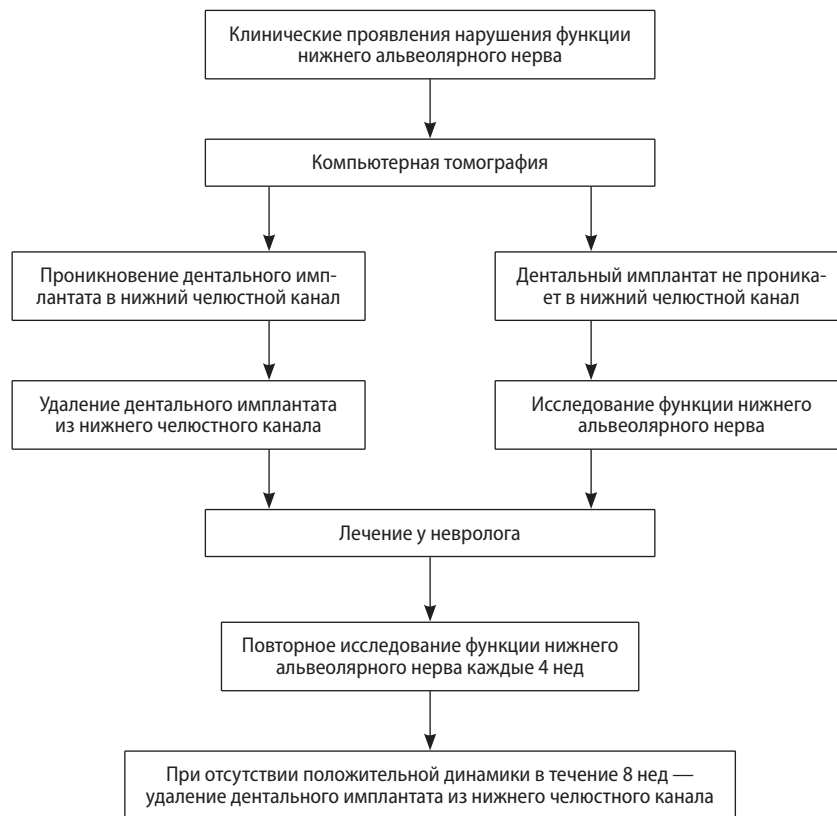 Клинические проявления нарушения функции
нижнего альвеолярного нерва
Компьютерная томография
Проникновение дентального имп-
лантата в нижний челюстной канал
Дентальный имплантат не проника-
ет в нижний челюстной канал
Удаление дентального имплантата
из нижнего челюстного канала
Исследование функции нижнего
альвеолярного нерва
Лечение у невролога
Повторное исследование функции нижнего
альвеолярного нерва каждые 4 нед
При отсутствии положительной динамики в течение 8 нед —
удаление дентального имплантата из нижнего челюстного канала